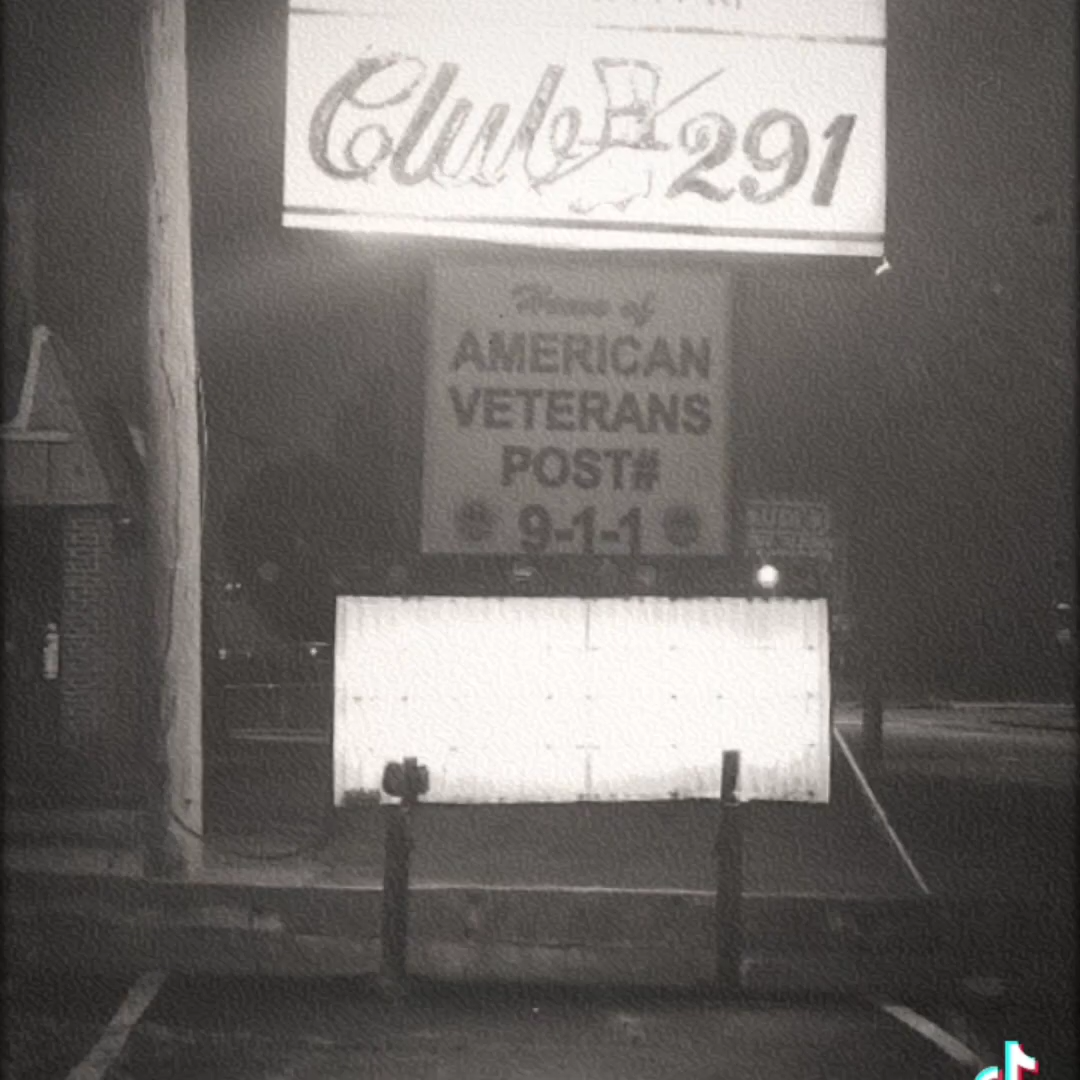 Club 291
Home of
AMERICAN
VETERANS
POST#
9-1-1